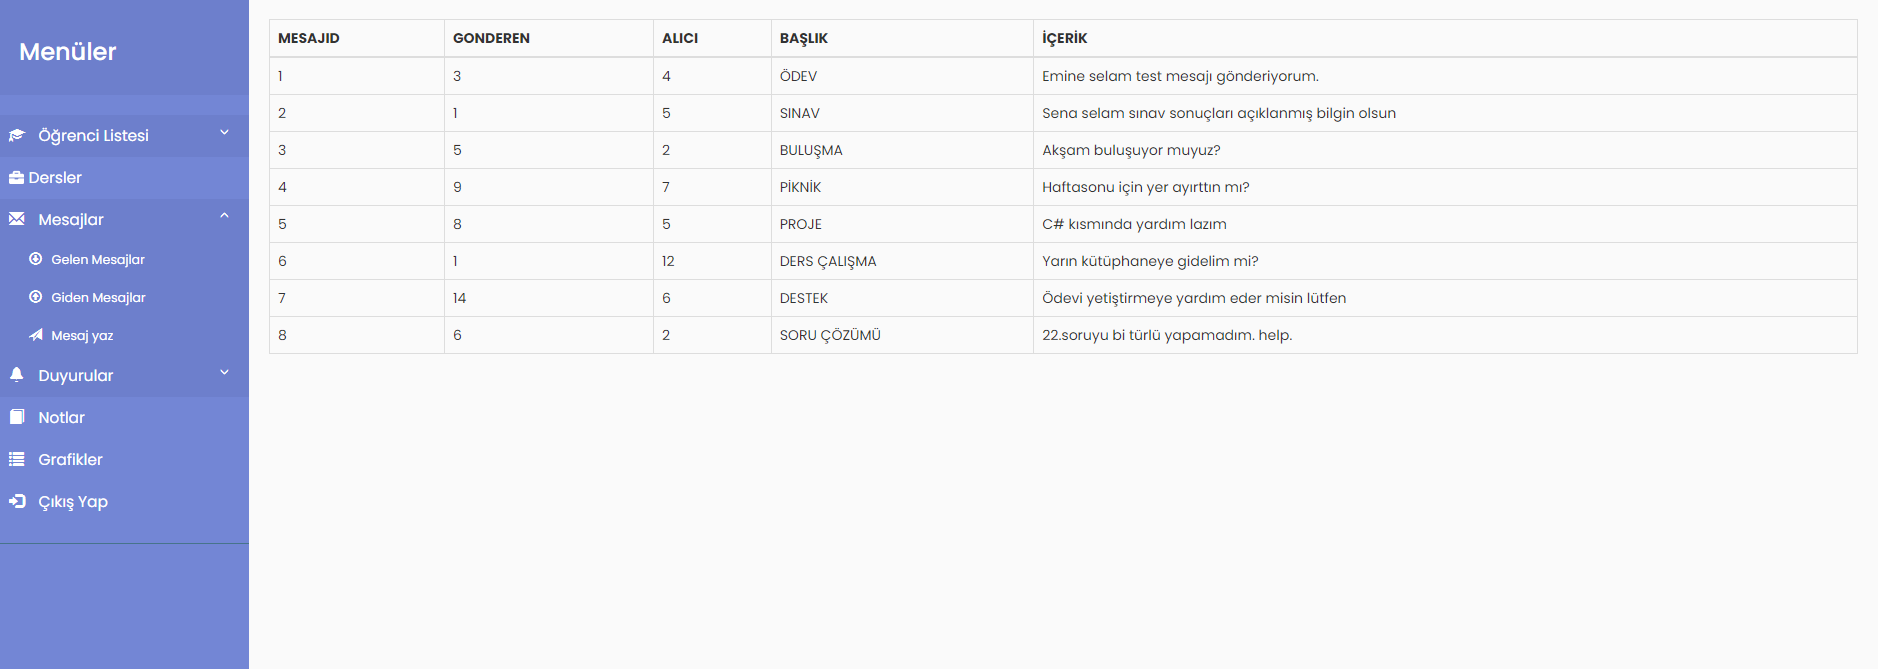 Menüler
Öğrenci Listesi
Dersler
Mesajlar
Gelen Mesajlar
Giden Mesajlar
Mesaj yaz
Duyurular
Notlar
Grafikler
Çıkış Yap
MESAJID GONDEREN ALICI BAŞLIK İÇERİK
1 3 4 ÖDEV Emine selam test mesajı gönderiyorum.
2 1 5 SINAV Sena selam sınav sonuçları açıklanmış bilgin olsun
3 5 2 BULUŞMA Akşam buluşuyor muyuz?
4 9 7 PİKNİK Haftasonu için yer ayırttın mı?
5 8 5 PROJE C# kısmında yardım lazım
6 1 12 DERS ÇALIŞMA Yarın kütüphaneye gidelim mi?
7 14 6 DESTEK Ödevi yetiştirmeye yardım eder misin lütfen
8 6 2 SORU ÇÖZÜMÜ 22.soruyu bi türlü yapamadım. help.